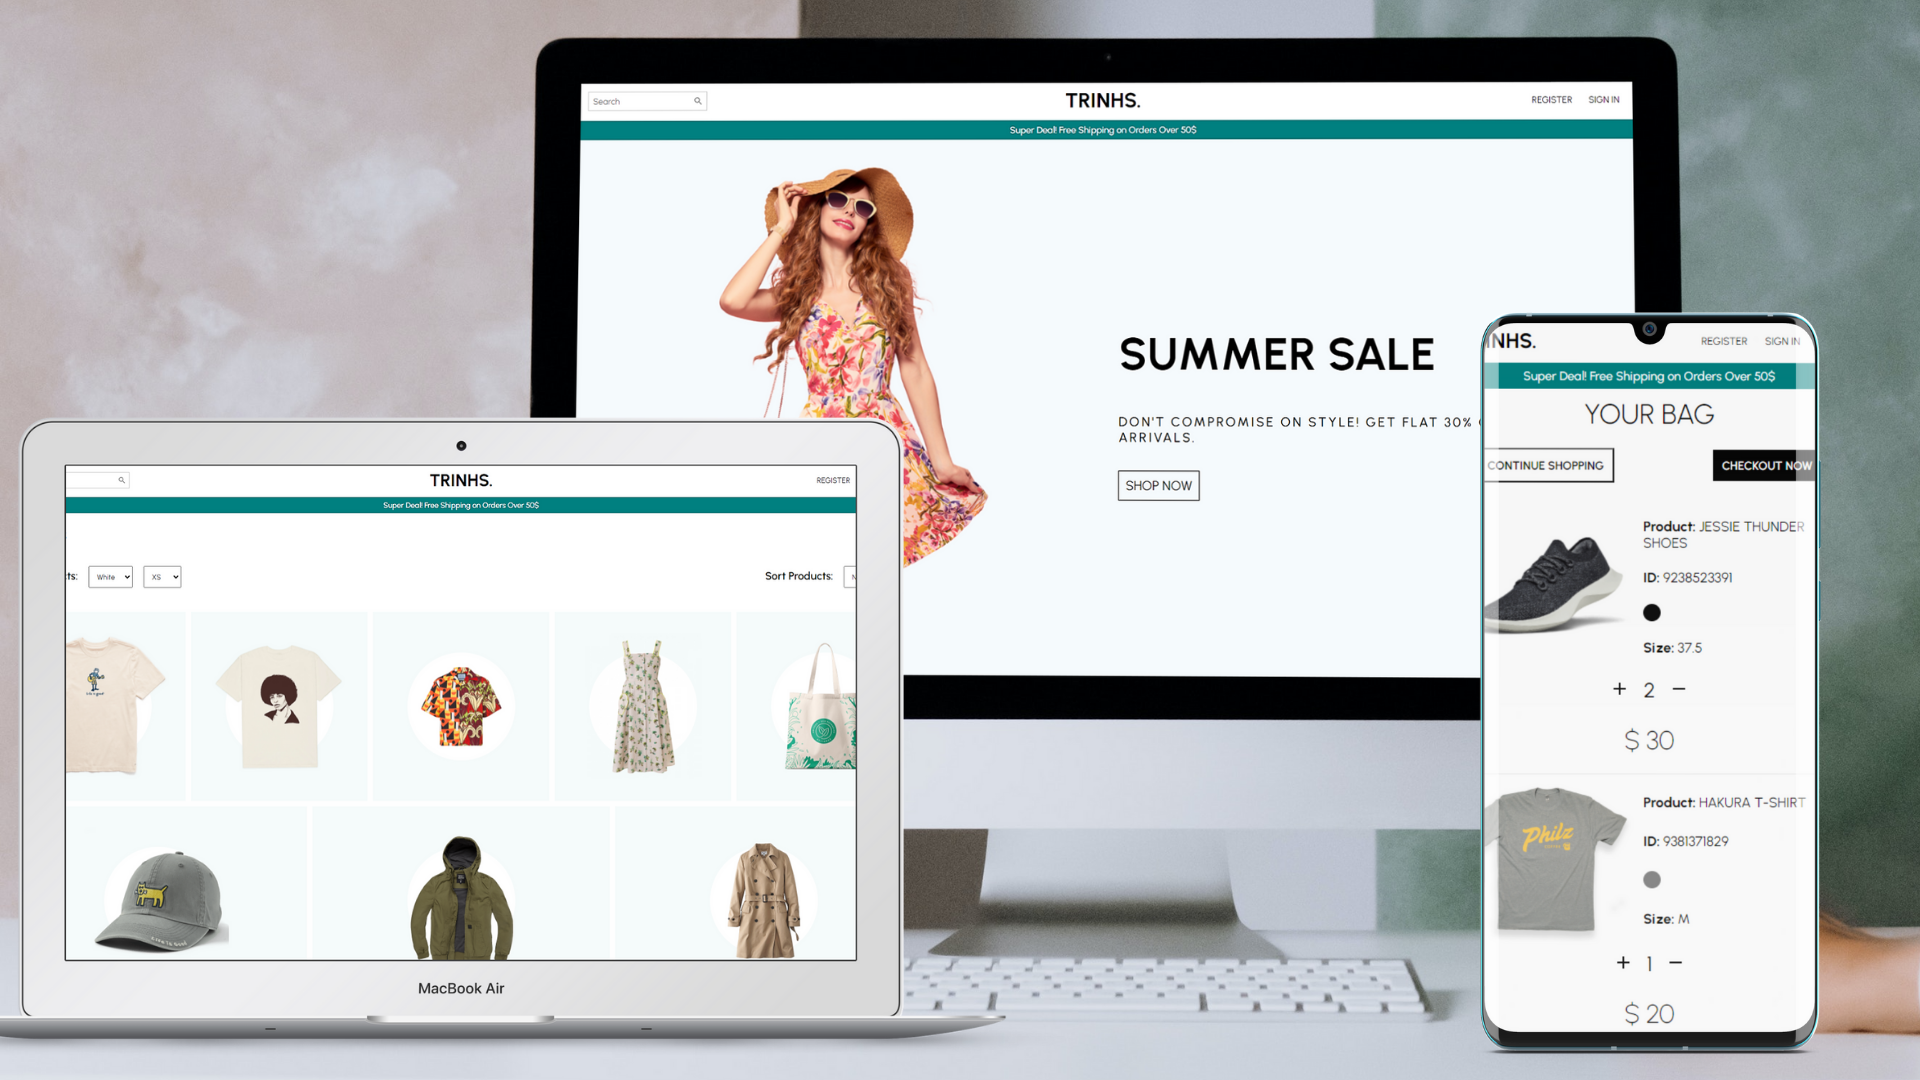 Search
TRINHS.
REGISTER SIGN IN
Super Deal! Free Shipping on Orders Over 50$
SUMMER SALE
DON'T COMPROMISE ON STYLE! GET FLAT 30%
ARRIVALS.
SHOP NOW
TRINHS.
REGISTER
Super Deal! Free Shipping on Orders Over 50$
ts: White XS
Sort Products: N
MacBook Air
INHS.
REGISTER SIGN IN
Super Deal! Free Shipping on Orders Over 50$
YOUR BAG
CONTINUE SHOPPING
CHECKOUT NOW
Product: JESSIE THUNDER
SHOES
ID: 9238523391
Size: 37.5
+ 2 −
$ 30
Philz
Product: HAKURA T-SHIRT
ID: 9381371829
Size: M
+ 1 −
$ 20